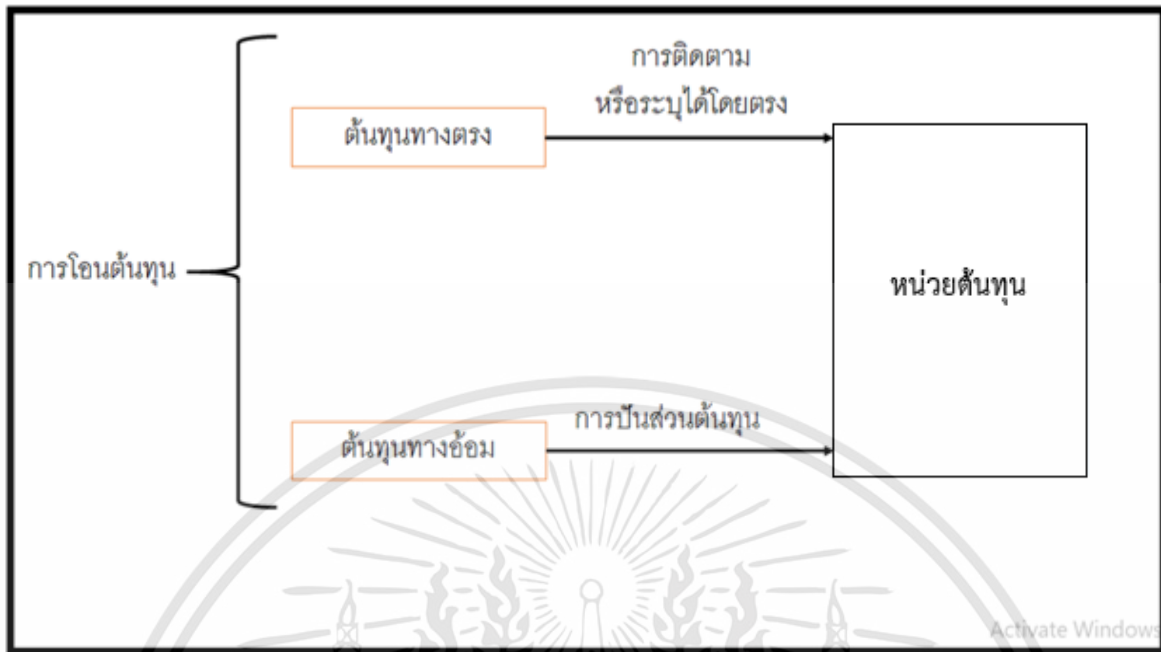 การติดตาม
หรือระบุได้โดยตรง
ต้นทุนทางตรง
การโอนต้นทุน
หน่วยต้นทุน
การปันส่วนต้นทุน
ต้นทุนทางอ้อม
Activate Windows